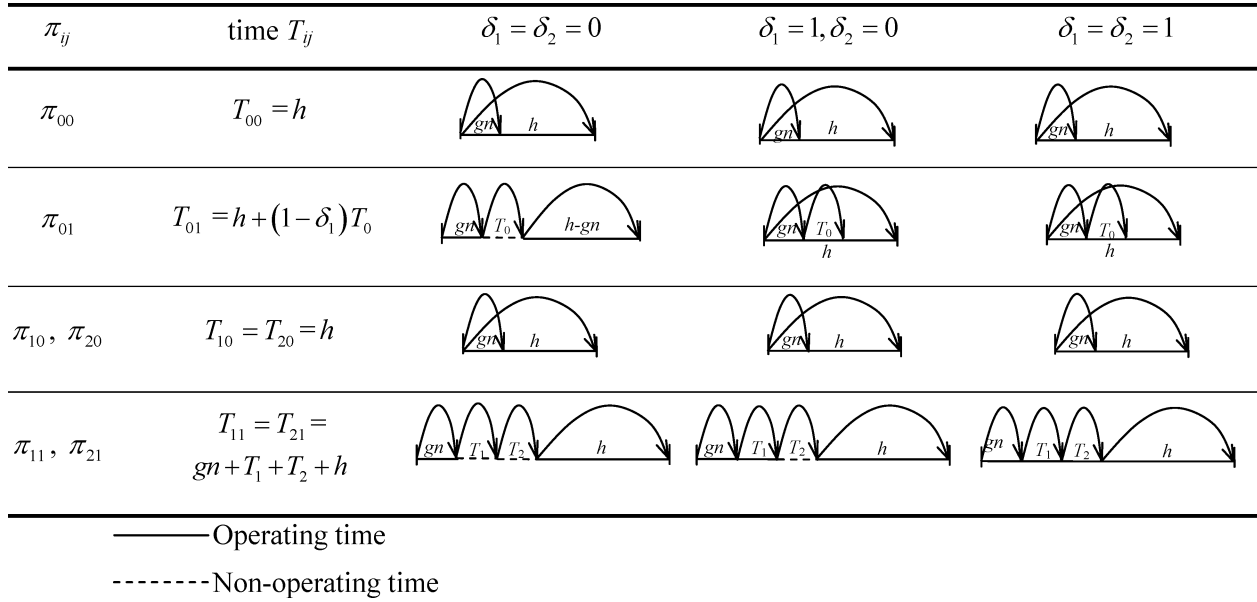 π_ij time T_ij δ_1 = δ_2 = 0 δ_1 = 1, δ_2 = 0 δ_1 = δ_2 = 1
π_00 T_00 = h gn h gn h gn h
π_01 T_01 = h + (1 − δ_1) T_0 gn T_0 h-gn gn T_0 h gn T_0 h
π_10, π_20 T_10 = T_20 = h gn h gn h gn h
π_11, π_21 T_11 = T_21 = gn + T_1 + T_2 + h gn T_1 T_2 h gn T_1 T_2 h gn T_1 T_2 h
Operating time
Non-operating time